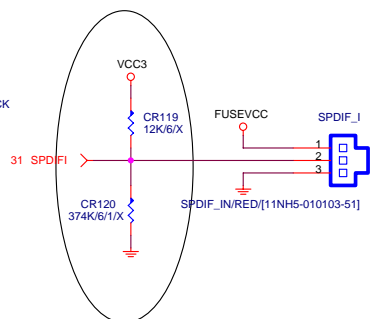 VCC3
CK
CR119
12K/6/X
FUSEVCC
SPDIF_I
1
31 SPDIFI
2
3
CR120
374K/6/1/X
SPDIF_IN/RED/[11NH5-010103-51]